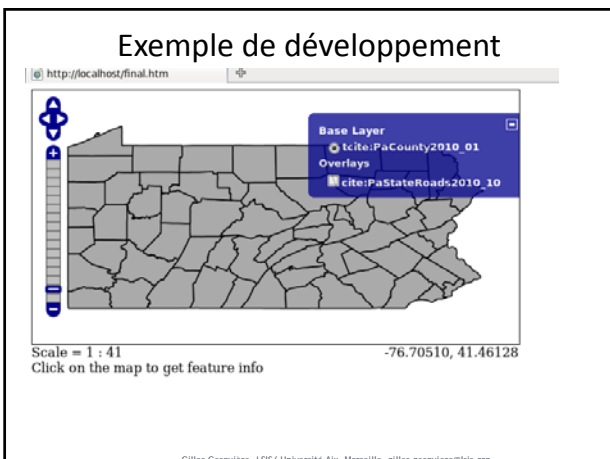 Exemple de développement
http://localhost/final.htm
Base Layer
tcite:PaCounty2010_01
Overlays
cite:PaStateRoads2010_10
Scale = 1 : 41
-76.70510, 41.46128
Click on the map to get feature info